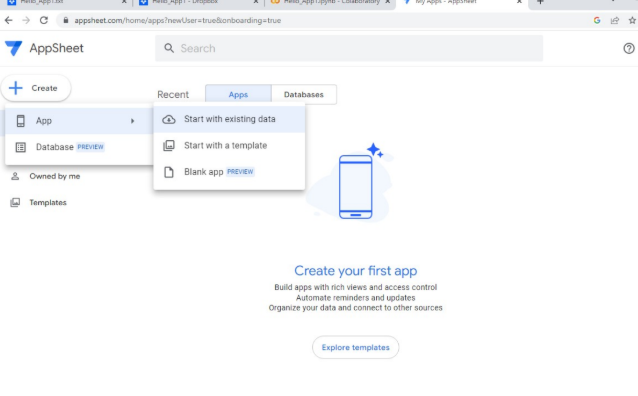 Hello_App1.txt
Hello_App1 - Dropbox
Hello_App1.ipynb - Colaboratory
My Apps - AppSheet
appsheet.com/home/apps?newUser=true&onboarding=true
AppSheet
Search
Create
Recent
Apps
Databases
App
Start with existing data
Database PREVIEW
Start with a template
Blank app PREVIEW
Owned by me
Templates
Create your first app
Build apps with rich views and access control
Automate reminders and updates
Organize your data and connect to other sources
Explore templates